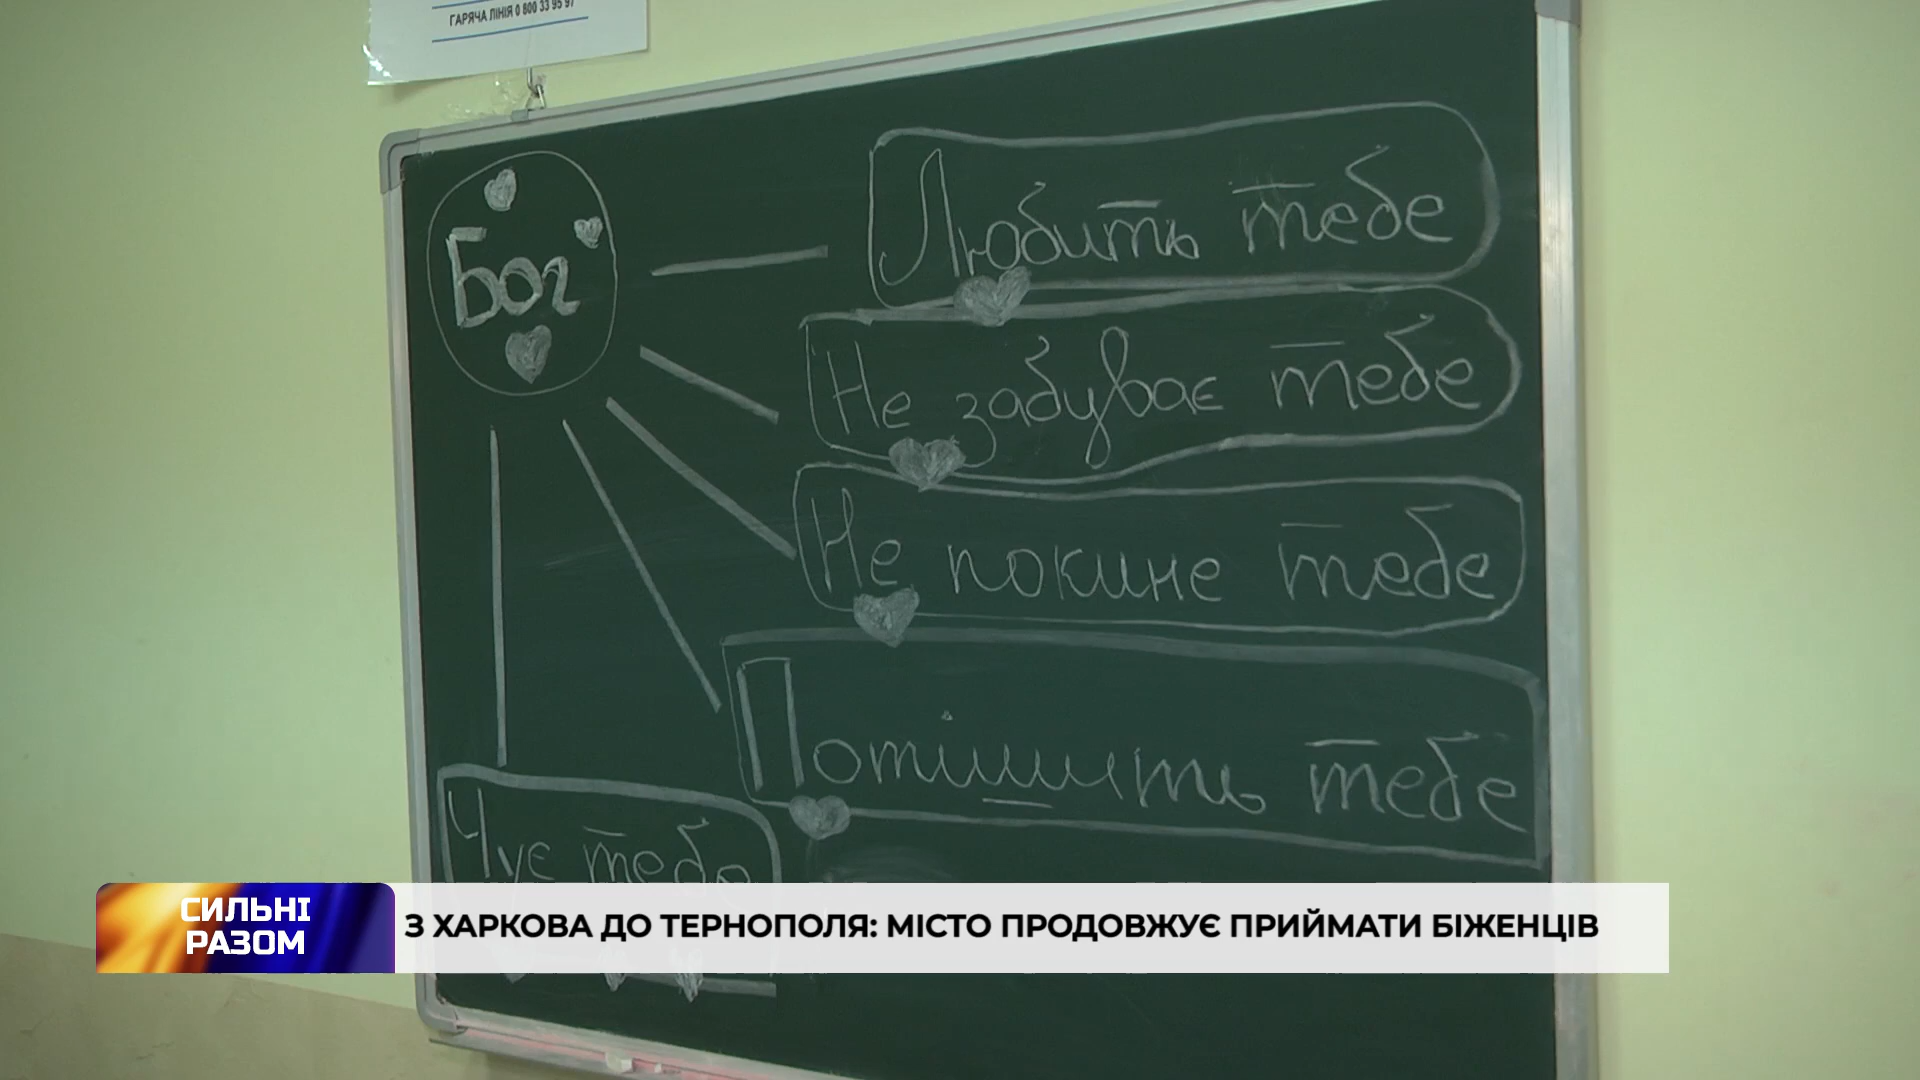 ГАРЯЧА ЛІНІЯ 0 800 33 95 97
Бог
Любить тебе
Не забуває тебе
Не покине тебе
Потішить тебе
Чує тебе
СИЛЬНІ
РАЗОМ
З ХАРКОВА ДО ТЕРНОПОЛЯ: МІСТО ПРОДОВЖУЄ ПРИЙМАТИ БІЖЕНЦІВ